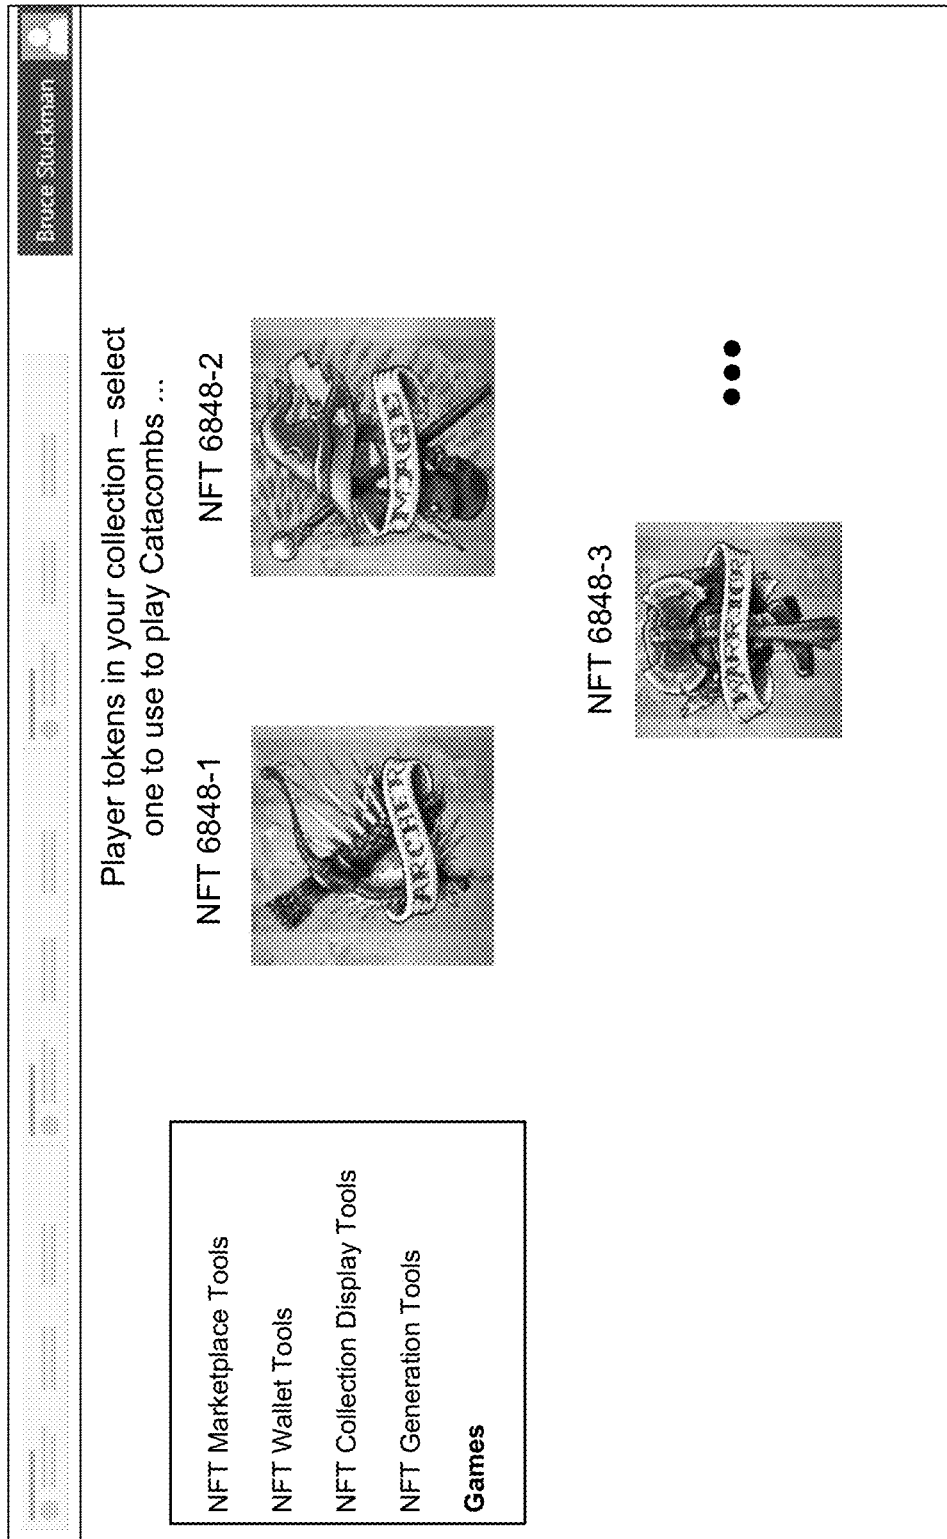 Bruce Stuckman
Player tokens in your collection – select
one to use to play Catacombs ...
NFT Marketplace Tools
NFT Wallet Tools
NFT Collection Display Tools
NFT Generation Tools
Games
NFT 6848-1
NFT 6848-2
ARCHER
MAGE
NFT 6848-3
WARRIOR